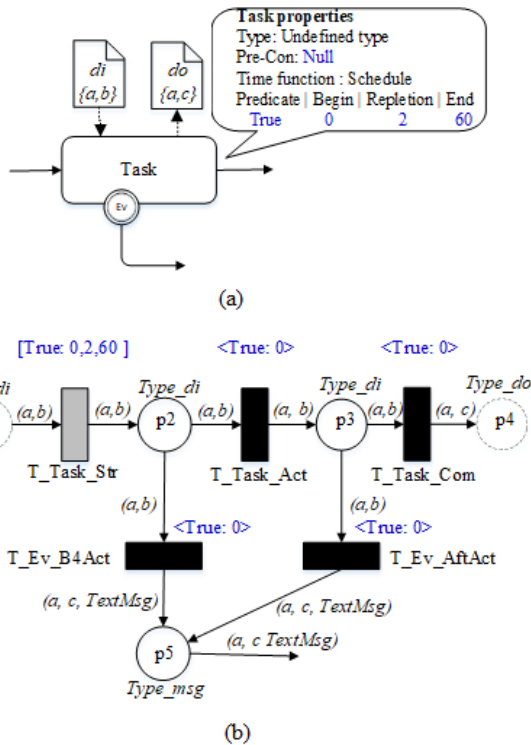 Task properties
Type: Undefined type
Pre-Con: Null
Time function : Schedule
Predicate | Begin | Repletion | End
True 0 2 60
di
{a,b}
do
{a,c}
Task
Ev
(a)
[True: 0,2,60 ]
<True: 0>
<True: 0>
di
Type_di
Type_di
Type_do
(a,b)
(a,b)
p2
(a,b)
(a, b)
p3
(a,b)
(a, c)
p4
T_Task_Str
T_Task_Act
T_Task_Com
(a,b)
(a,b)
<True: 0>
<True: 0>
T_Ev_B4Act
T_Ev_AftAct
(a, c, TextMsg)
(a, c, TextMsg)
p5
(a, c TextMsg)
Type_msg
(b)